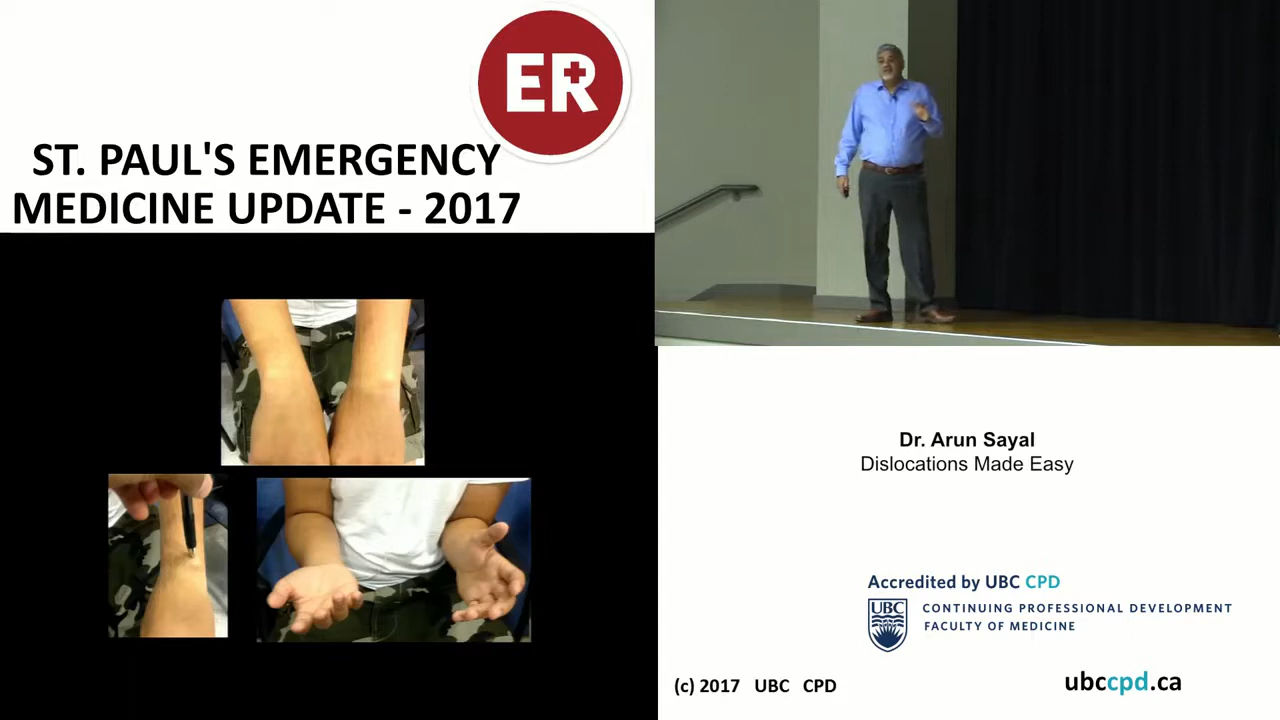 ER
ST. PAUL'S EMERGENCY
MEDICINE UPDATE - 2017
Dr. Arun Sayal
Dislocations Made Easy
Accredited by UBC CPD
UBC
CONTINUING PROFESSIONAL DEVELOPMENT
FACULTY OF MEDICINE
(c) 2017 UBC CPD
ubccpd.ca